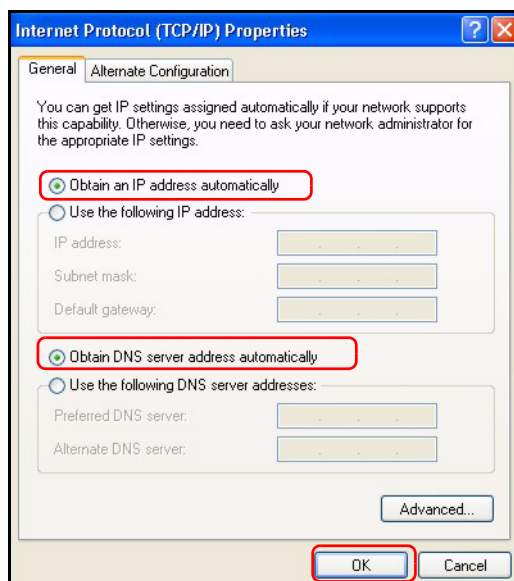 Internet Protocol (TCP/IP) Properties
General
Alternate Configuration
You can get IP settings assigned automatically if your network supports
this capability. Otherwise, you need to ask your network administrator for
the appropriate IP settings.
Obtain an IP address automatically
Use the following IP address:
IP address:
Subnet mask:
Default gateway:
Obtain DNS server address automatically
Use the following DNS server addresses:
Preferred DNS server:
Alternate DNS server:
Advanced...
OK
Cancel